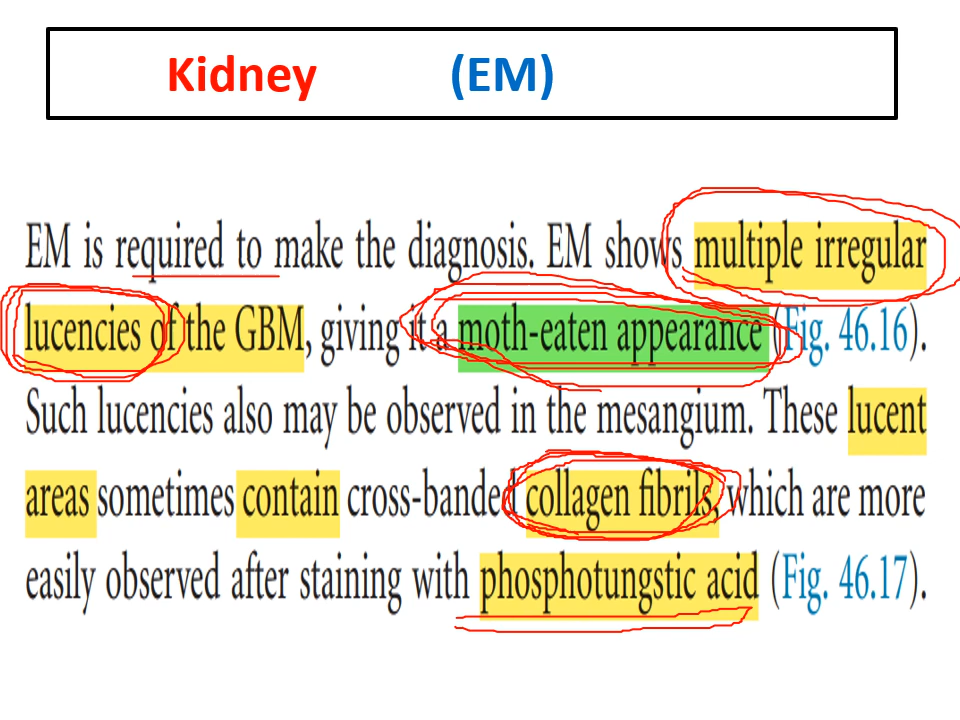 Kidney (EM)
EM is required to make the diagnosis. EM shows multiple irregular
lucencies of the GBM, giving it a moth-eaten appearance (Fig. 46.16).
Such lucencies also may be observed in the mesangium. These lucent
areas sometimes contain cross-banded collagen fibrils, which are more
easily observed after staining with phosphotungstic acid (Fig. 46.17).